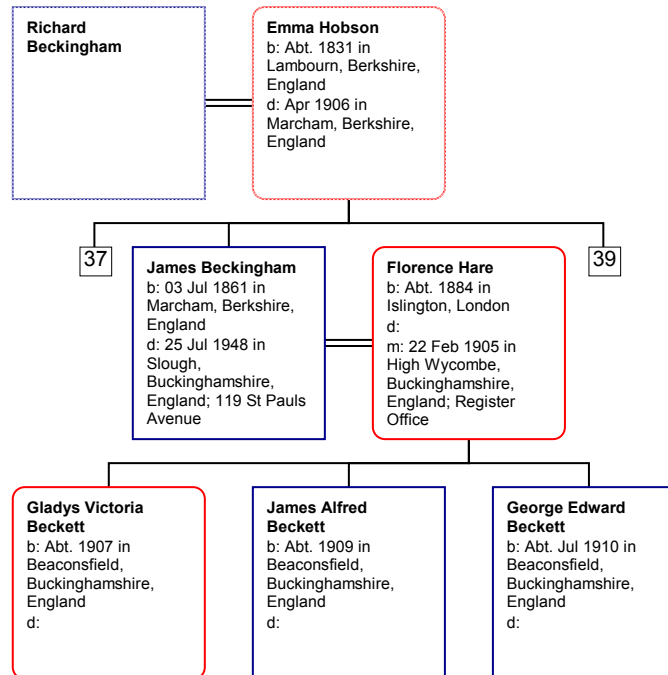 Richard
Beckingham
Emma Hobson
b: Abt. 1831 in
Lambourn, Berkshire,
England
d: Apr 1906 in
Marcham, Berkshire,
England
37
39
James Beckingham
b: 03 Jul 1861 in
Marcham, Berkshire,
England
d: 25 Jul 1948 in
Slough,
Buckinghamshire,
England; 119 St Pauls
Avenue
Florence Hare
b: Abt. 1884 in
Islington, London
d:
m: 22 Feb 1905 in
High Wycombe,
Buckinghamshire,
England; Register
Office
Gladys Victoria
Beckett
b: Abt. 1907 in
Beaconsfield,
Buckinghamshire,
England
d:
James Alfred
Beckett
b: Abt. 1909 in
Beaconsfield,
Buckinghamshire,
England
d:
George Edward
Beckett
b: Abt. Jul 1910 in
Beaconsfield,
Buckinghamshire,
England
d: